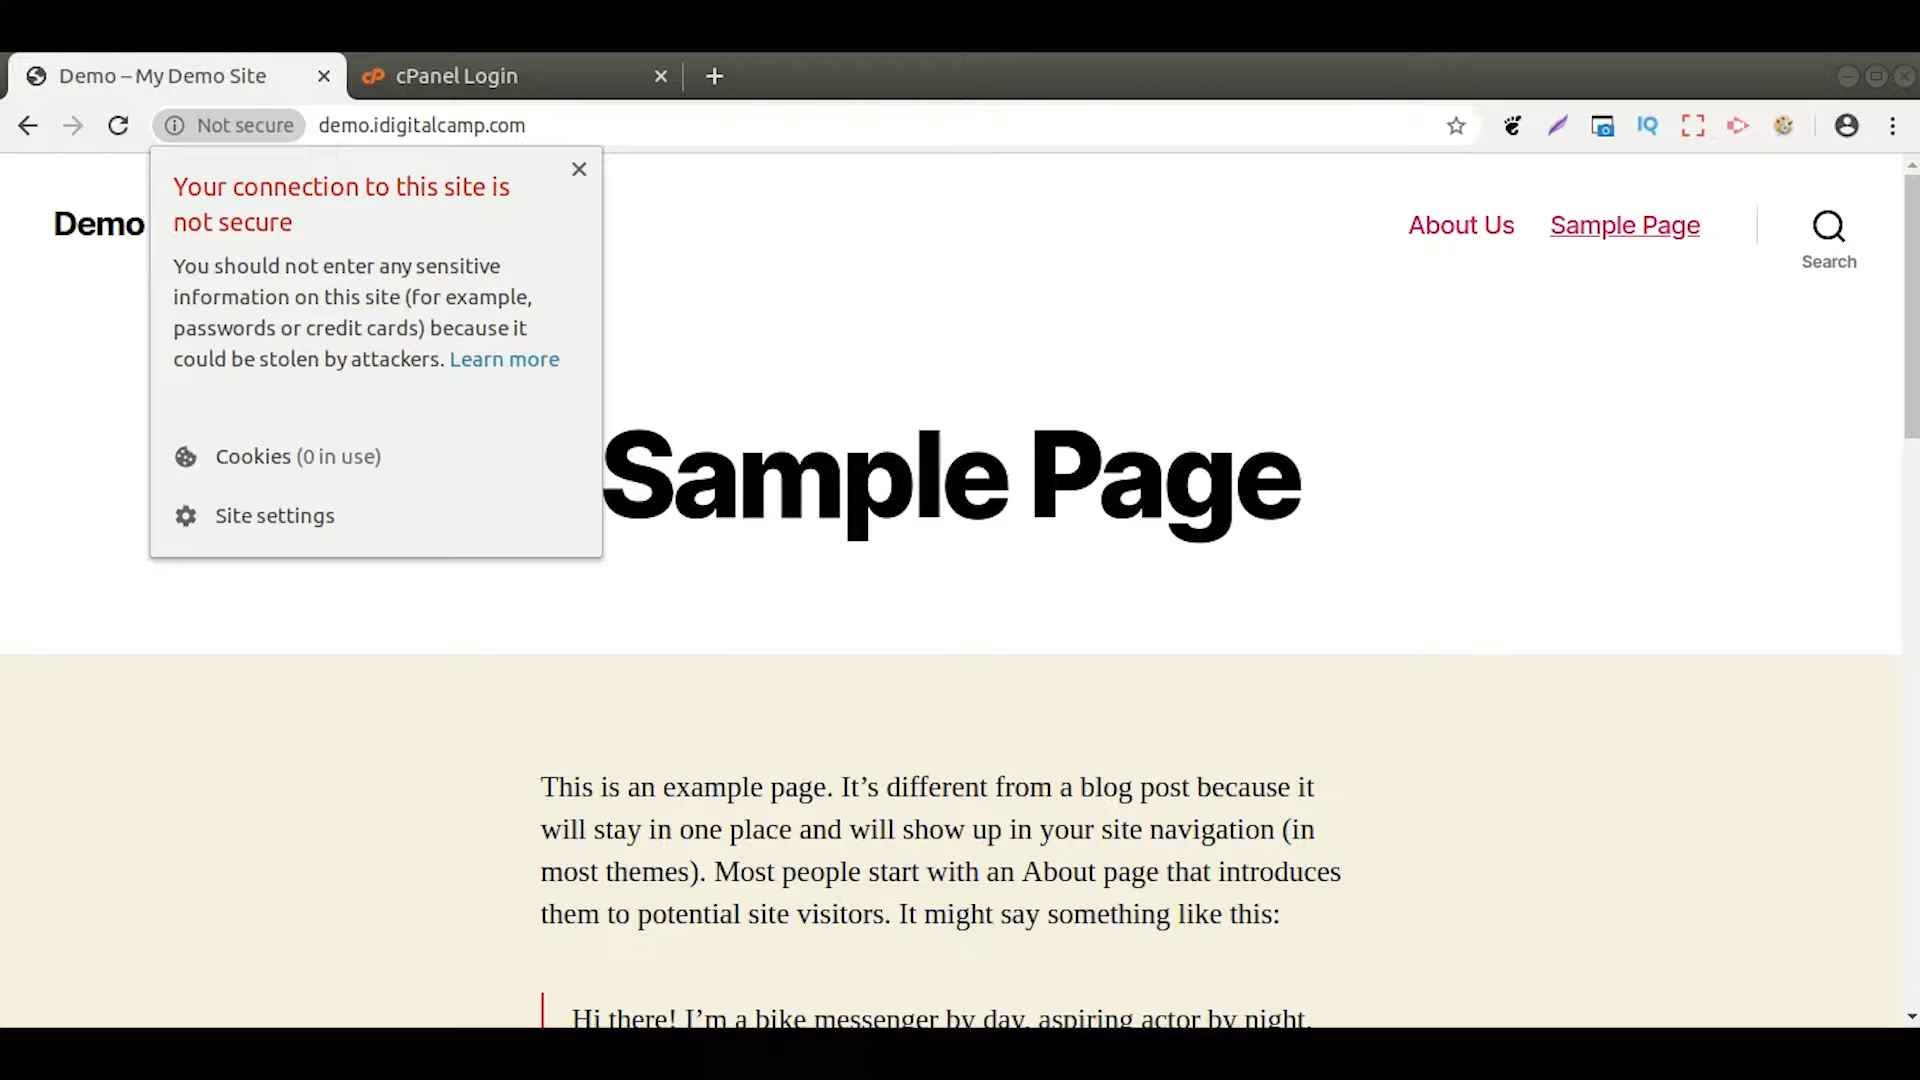 Demo – My Demo Site
cPanel Login
Not secure
demo.idigitalcamp.com
IQ
Your connection to this site is
not secure
You should not enter any sensitive
information on this site (for example,
passwords or credit cards) because it
could be stolen by attackers. Learn more
Cookies (0 in use)
Site settings
Demo
About Us
Sample Page
Search
Sample Page
This is an example page. It’s different from a blog post because it
will stay in one place and will show up in your site navigation (in
most themes). Most people start with an About page that introduces
them to potential site visitors. It might say something like this:
Hi there! I’m a bike messenger by day, aspiring actor by night,